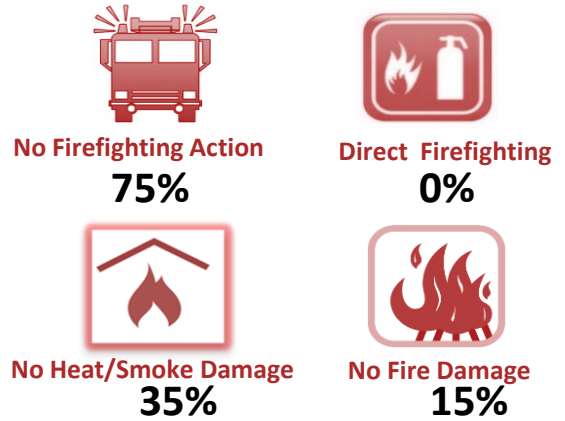 No Firefighting Action
75%
Direct Firefighting
0%
No Heat/Smoke Damage
35%
No Fire Damage
15%